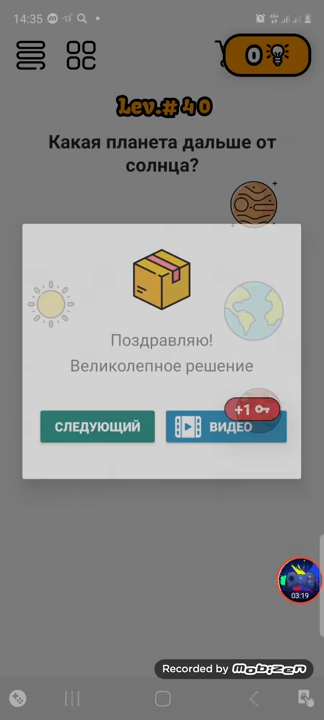 14:35
0
Lev.# 40
Какая планета дальше от
солнца?
Поздравляю!
Великолепное решение
+1
СЛЕДУЮЩИЙ
ВИДЕО
03:19
Recorded by mobizen